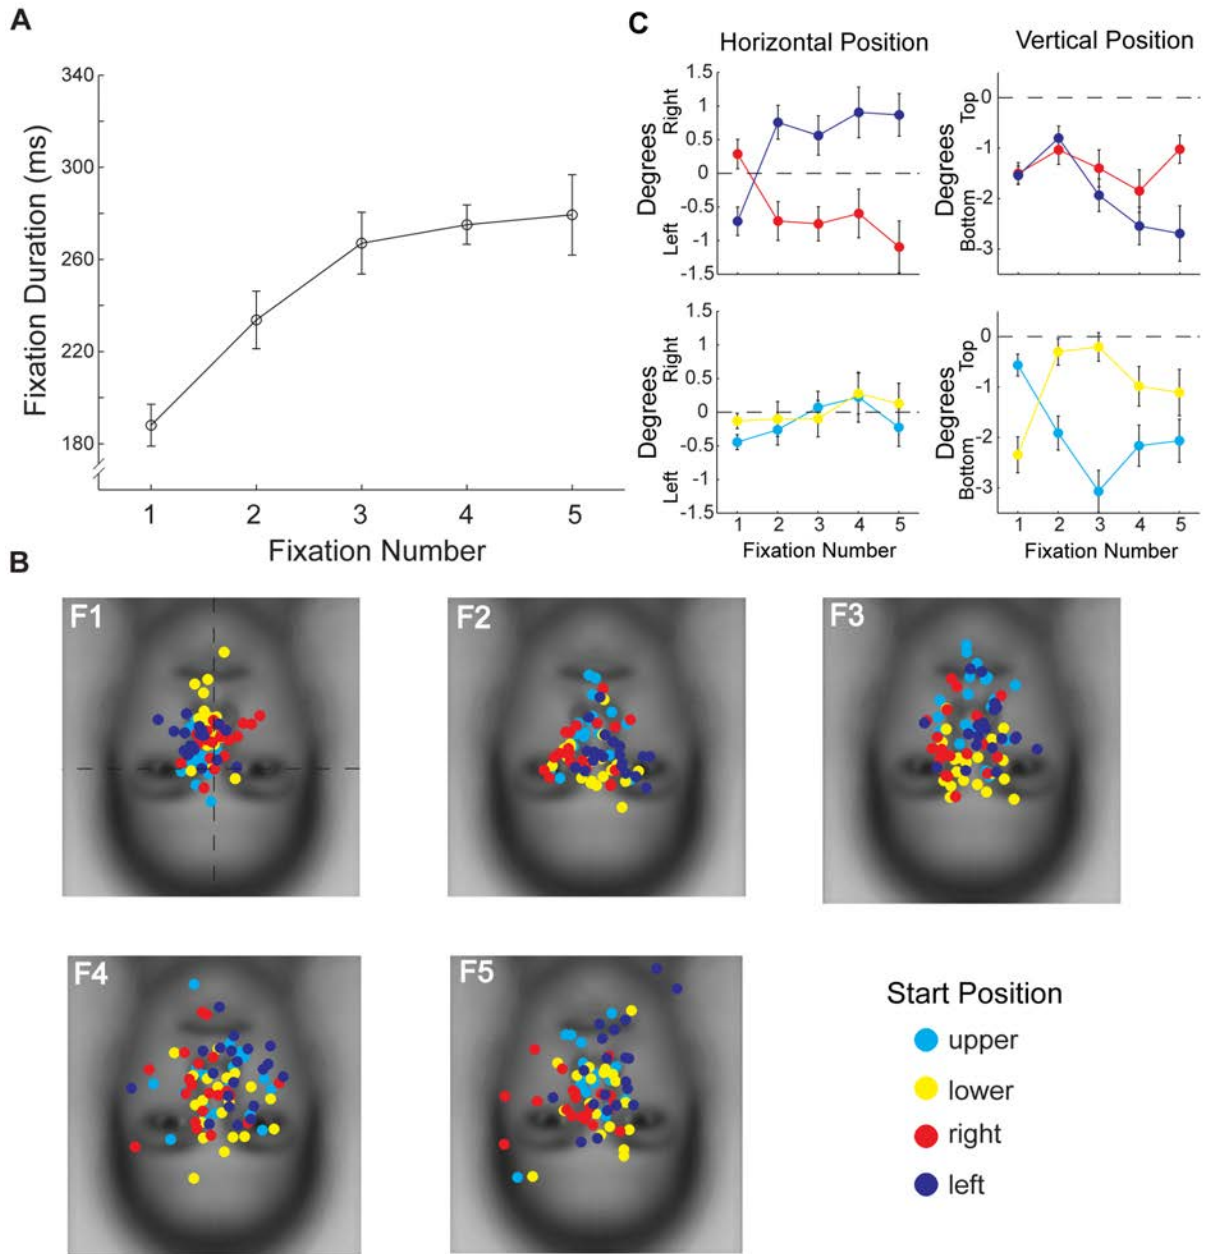 A
Fixation Duration (ms)
340
300
260
220
180
1 2 3 4 5
Fixation Number
C
Horizontal Position
Vertical Position
Degrees
Left Right
1.5
1
0.5
0
-0.5
-1
-1.5
Degrees
Bottom Top
0
-1
-2
-3
Degrees
Left Right
1.5
1
0.5
0
-0.5
-1
-1.5
1 2 3 4 5
Fixation Number
Degrees
Bottom Top
0
-1
-2
-3
1 2 3 4 5
Fixation Number
B
F1
F2
F3
F4
F5
Start Position
upper
lower
right
left